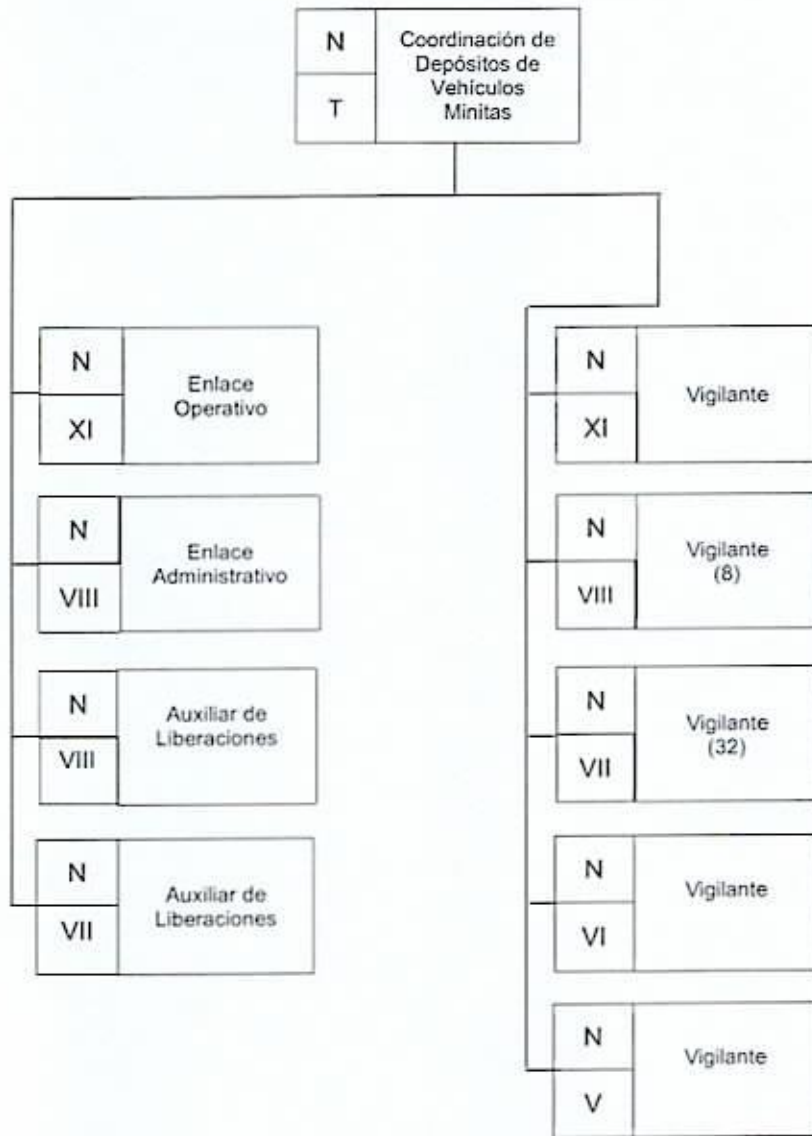 N
T
Coordinación de
Depósitos de
Vehículos
Minitas
N
XI
Enlace
Operativo
N
VIII
Enlace
Administrativo
N
VIII
Auxiliar de
Liberaciones
N
VII
Auxiliar de
Liberaciones
N
XI
Vigilante
N
VIII
Vigilante
(8)
N
VII
Vigilante
(32)
N
VI
Vigilante
N
V
Vigilante